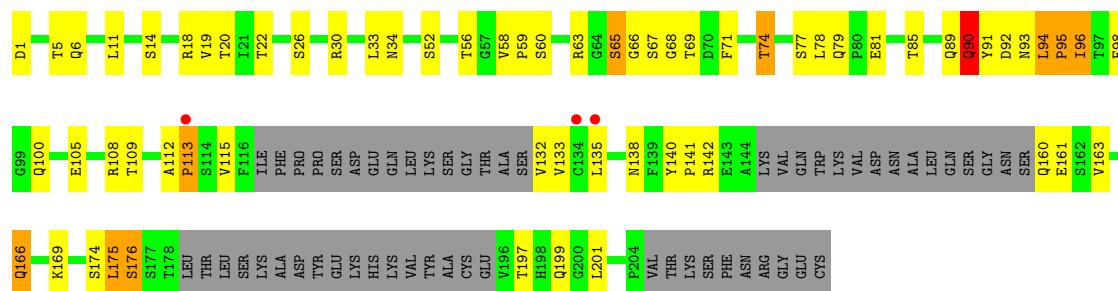 D1 T5 Q6 L11 S14 R18 V19 T20 I21 T22 S26 R30 L33 N34 S52 T56 G57 V58 P59 S60 R63 G64 S65 G66 S67 G68 T69 D70 F71 T74 S77 L78 Q79 P80 E81 T85 Q89 Q90 Y91 D92 N93 L94 P95 I96 T97 F98
G99 Q100 E105 R108 T109 A112 P113 S114 V115 F116 ILE PHE PRO PRO SER ASP GLU GLN LEU LYS SER GLY THR ALA SER V132 V133 C134 L135 N138 F139 Y140 P141 R142 E143 A144 LYS VAL GLN TRP LYS VAL ASP ASN ALA LEU GLN SER GLY ASN SER Q160 E161 S162 V163
Q166 K169 S174 L175 S176 S177 T178 LEU THR LEU SER LYS ALA ASP TYR GLU LYS HIS LYS VAL TYR ALA CYS GLU V196 T197 H198 Q199 G200 L201 P204 VAL THR LYS SER PHE ASN ARG GLY GLU CYS